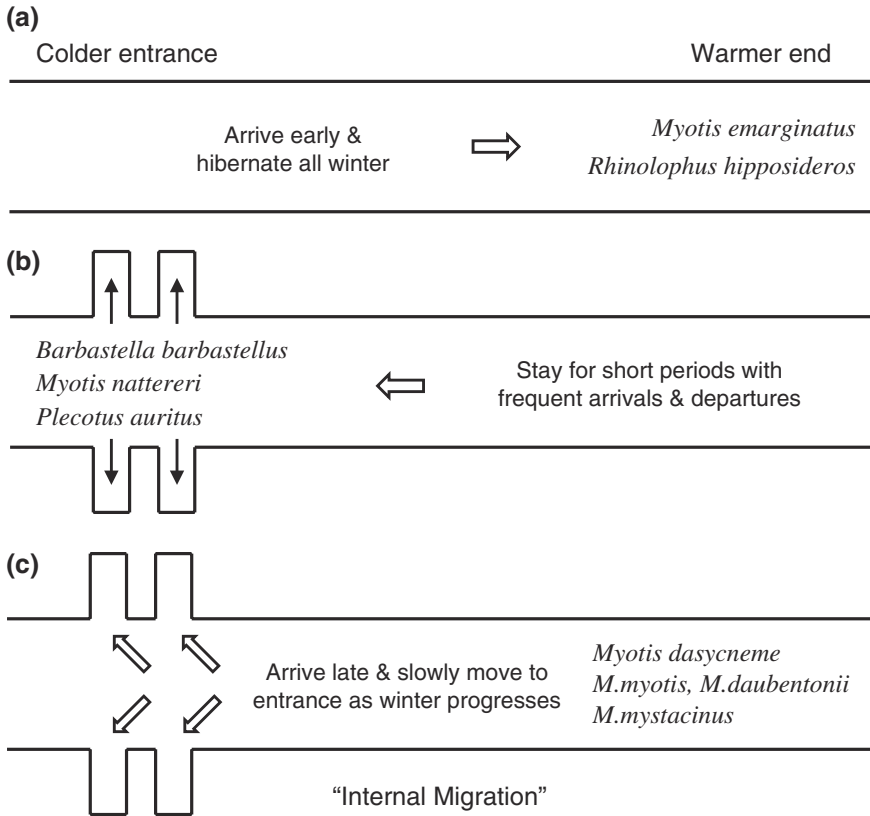 (a)
Colder entrance
Warmer end
Arrive early &
hibernate all winter
Myotis emarginatus
Rhinolophus hipposideros
(b)
Barbastella barbastellus
Myotis nattereri
Plecotus auritus
Stay for short periods with
frequent arrivals & departures
(c)
Arrive late & slowly move to
entrance as winter progresses
Myotis dasycneme
M.myotis, M.daubentonii
M.mystacinus
“Internal Migration”